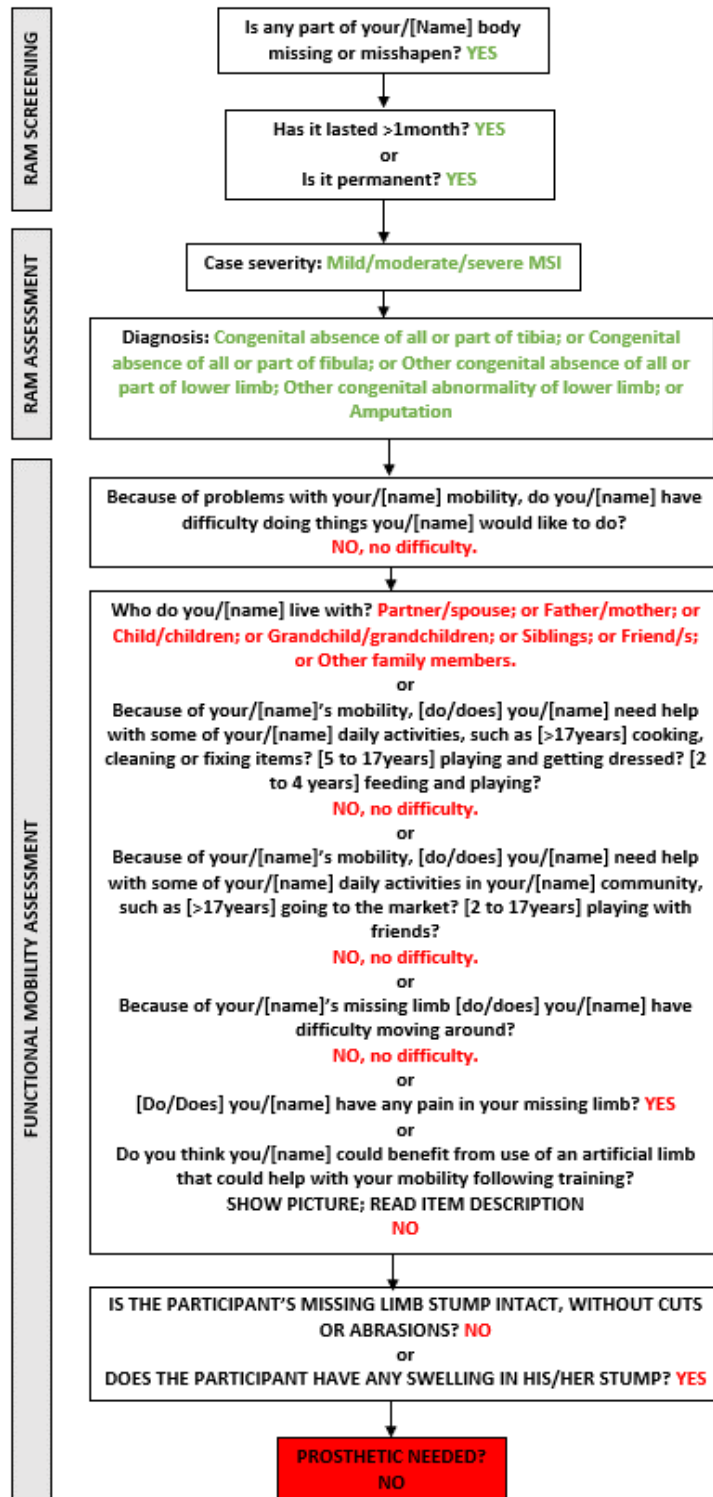 RAM SCREEENING
Is any part of your/[Name] body
missing or misshapen? YES
Has it lasted >1month? YES
or
Is it permanent? YES
RAM ASSESSMENT
Case severity: Mild/moderate/severe MSI
Diagnosis: Congenital absence of all or part of tibia; or Congenital
absence of all or part of fibula; or Other congenital absence of all or
part of lower limb; Other congenital abnormality of lower limb; or
Amputation
FUNCTIONAL MOBILITY ASSESSMENT
Because of problems with your/[name] mobility, do you/[name] have
difficulty doing things you/[name] would like to do?
NO, no difficulty.
Who do you/[name] live with? Partner/spouse; or Father/mother; or
Child/children; or Grandchild/grandchildren; or Siblings; or Friend/s;
or Other family members.
or
Because of your/[name]'s mobility, [do/does] you/[name] need help
with some of your/[name] daily activities, such as [>17years] cooking,
cleaning or fixing items? [5 to 17years] playing and getting dressed? [2
to 4 years] feeding and playing?
NO, no difficulty.
or
Because of your/[name]'s mobility, [do/does] you/[name] need help
with some of your/[name] daily activities in your/[name] community,
such as [>17years] going to the market? [2 to 17years] playing with
friends?
NO, no difficulty.
or
Because of your/[name]'s missing limb [do/does] you/[name] have
difficulty moving around?
NO, no difficulty.
or
[Do/Does] you/[name] have any pain in your missing limb? YES
or
Do you think you/[name] could benefit from use of an artificial limb
that could help with your mobility following training?
SHOW PICTURE; READ ITEM DESCRIPTION
NO
IS THE PARTICIPANT'S MISSING LIMB STUMP INTACT, WITHOUT CUTS
OR ABRASIONS? NO
or
DOES THE PARTICIPANT HAVE ANY SWELLING IN HIS/HER STUMP? YES
PROSTHETIC NEEDED?
NO